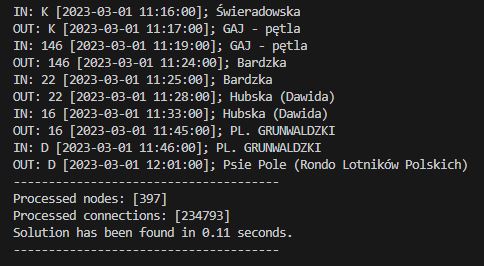 IN: K [2023-03-01 11:16:00]; Świeradowska
OUT: K [2023-03-01 11:17:00]; GAJ - pętla
IN: 146 [2023-03-01 11:19:00]; GAJ - pętla
OUT: 146 [2023-03-01 11:24:00]; Bardzka
IN: 22 [2023-03-01 11:25:00]; Bardzka
OUT: 22 [2023-03-01 11:28:00]; Hubska (Dawida)
IN: 16 [2023-03-01 11:33:00]; Hubska (Dawida)
OUT: 16 [2023-03-01 11:45:00]; PL. GRUNWALDZKI
IN: D [2023-03-01 11:46:00]; PL. GRUNWALDZKI
OUT: D [2023-03-01 12:01:00]; Psie Pole (Rondo Lotników Polskich)
--------------------------------------
Processed nodes: [397]
Processed connections: [234793]
Solution has been found in 0.11 seconds.
--------------------------------------